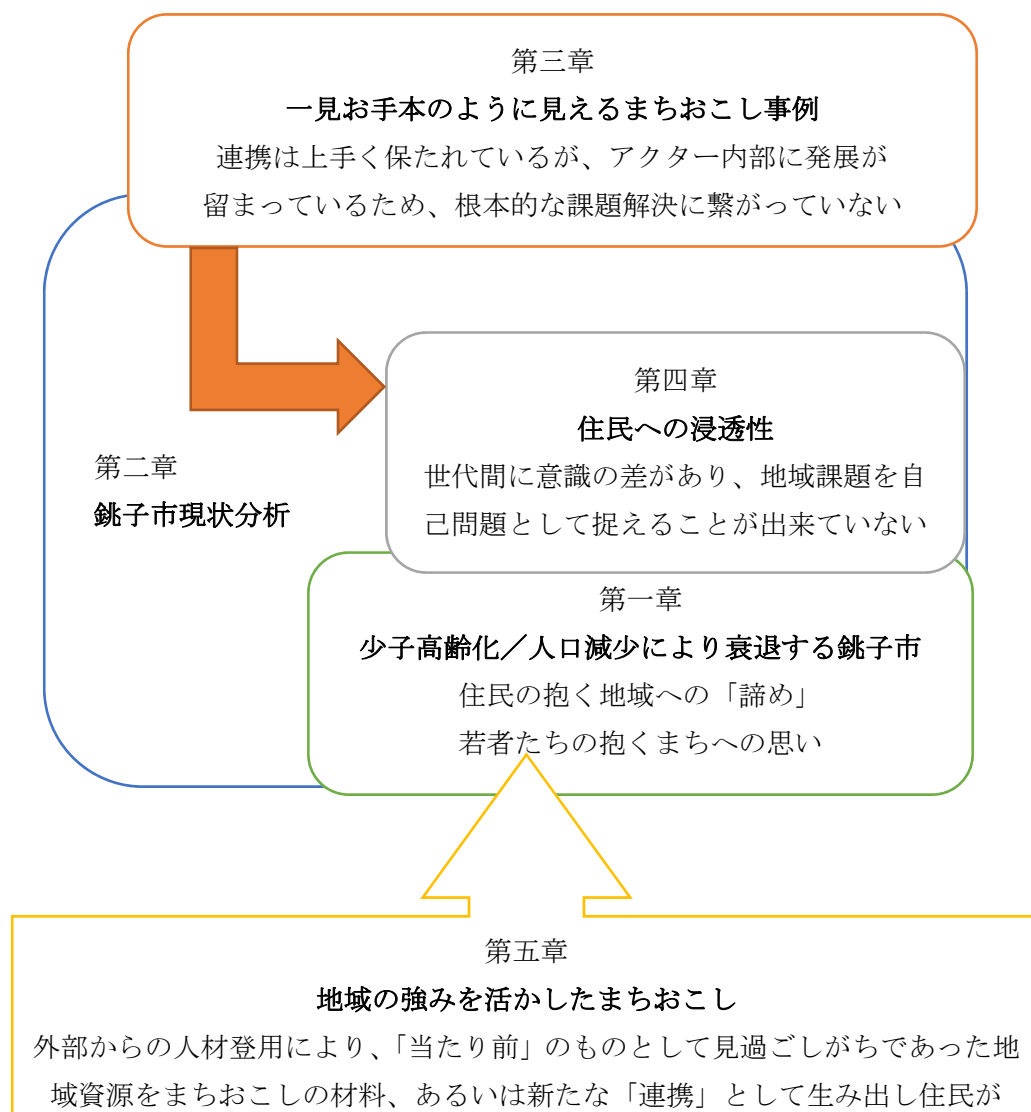 第三章
一見お手本のように見えるまちおこし事例
連携は上手く保たれているが、アクター内部に発展が
留まっているため、根本的な課題解決に繋がっていない
第四章
住民への浸透性
世代間に意識の差があり、地域課題を自
己問題として捉えることが出来ていない
第二章
銚子市現状分析
第一章
少子高齢化／人口減少により衰退する銚子市
住民の抱く地域への「諦め」
若者たちの抱くまちへの思い
第五章
地域の強みを活かしたまちおこし
外部からの人材登用により、「当たり前」のものとして見過ごしがちであった地
域資源をまちおこしの材料、あるいは新たな「連携」として生み出し住民が